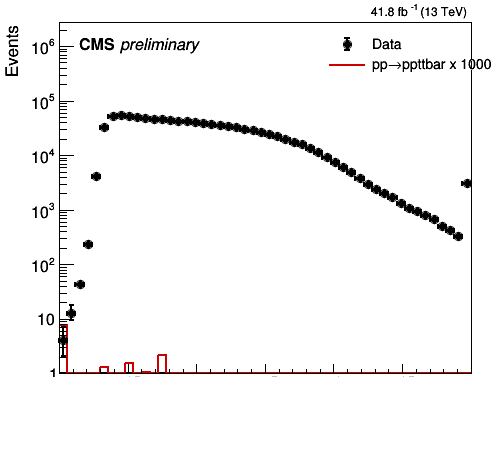 41.8 fb⁻¹ (13 TeV)
Events
CMS preliminary
Data
pp→ppttbar x 1000
10⁶
10⁵
10⁴
10³
10²
10
1